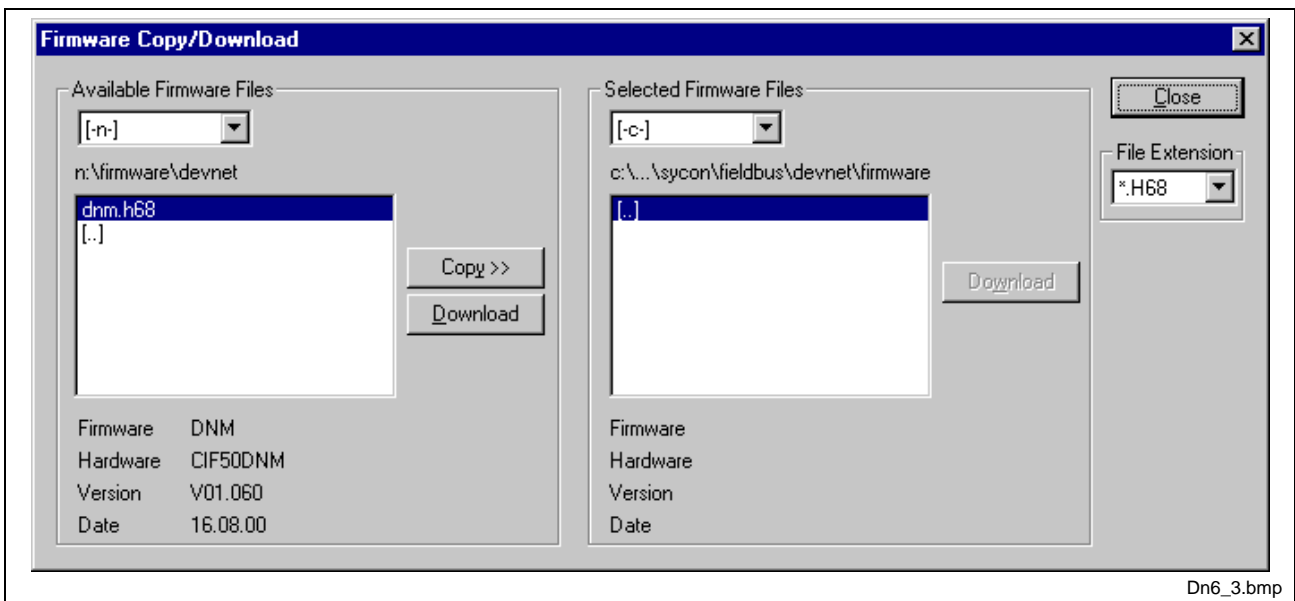 Firmware Copy/Download
Available Firmware Files
[-n-]
n:\firmware\devnet
dnm.h68
[..]
Copy >>
Download
Firmware DNM
Hardware CIF50DNM
Version V01.060
Date 16.08.00
Selected Firmware Files
[-c-]
c:\...\sycon\fieldbus\devnet\firmware
[..]
Download
Firmware
Hardware
Version
Date
Close
File Extension
*.H68
Dn6_3.bmp